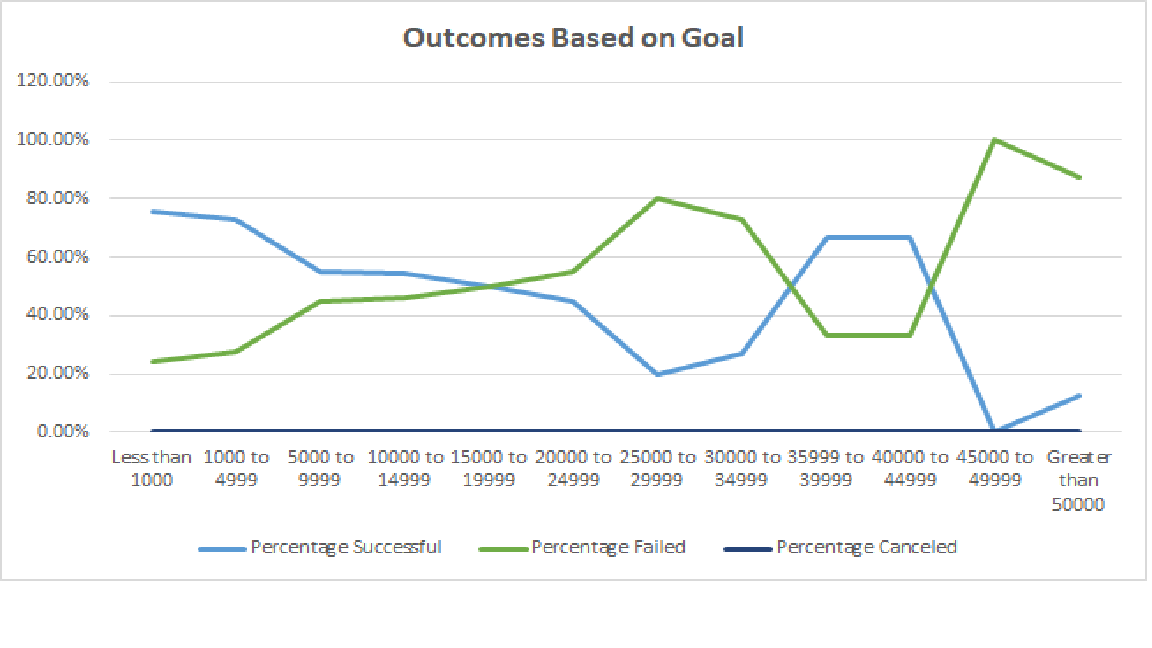 Outcomes Based on Goal
120.00%
100.00%
80.00%
60.00%
40.00%
20.00%
0.00%
Less than 1000 to 5000 to 10000 to 15000 to 20000 to 25000 to 30000 to 35999 to 40000 to 45000 to Greater
1000 4999 9999 14999 19999 24999 29999 34999 39999 44999 49999 than
50000
Percentage Successful Percentage Failed Percentage Canceled